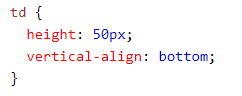 td {
  height: 50px;
  vertical-align: bottom;
}